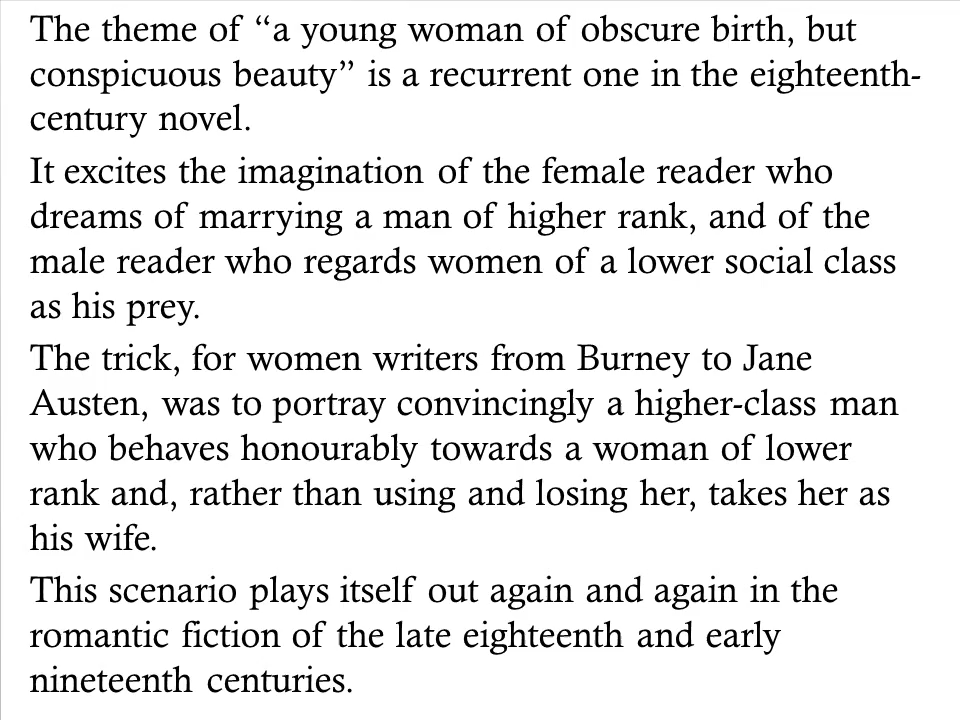 The theme of “a young woman of obscure birth, but
conspicuous beauty” is a recurrent one in the eighteenth-
century novel.
It excites the imagination of the female reader who
dreams of marrying a man of higher rank, and of the
male reader who regards women of a lower social class
as his prey.
The trick, for women writers from Burney to Jane
Austen, was to portray convincingly a higher-class man
who behaves honourably towards a woman of lower
rank and, rather than using and losing her, takes her as
his wife.
This scenario plays itself out again and again in the
romantic fiction of the late eighteenth and early
nineteenth centuries.